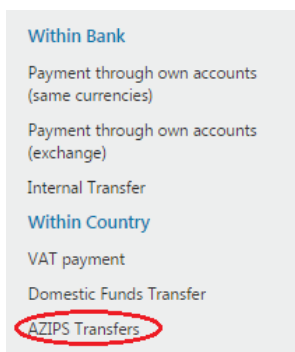 Within Bank
Payment through own accounts
(same currencies)
Payment through own accounts
(exchange)
Internal Transfer
Within Country
VAT payment
Domestic Funds Transfer
AZIPS Transfers